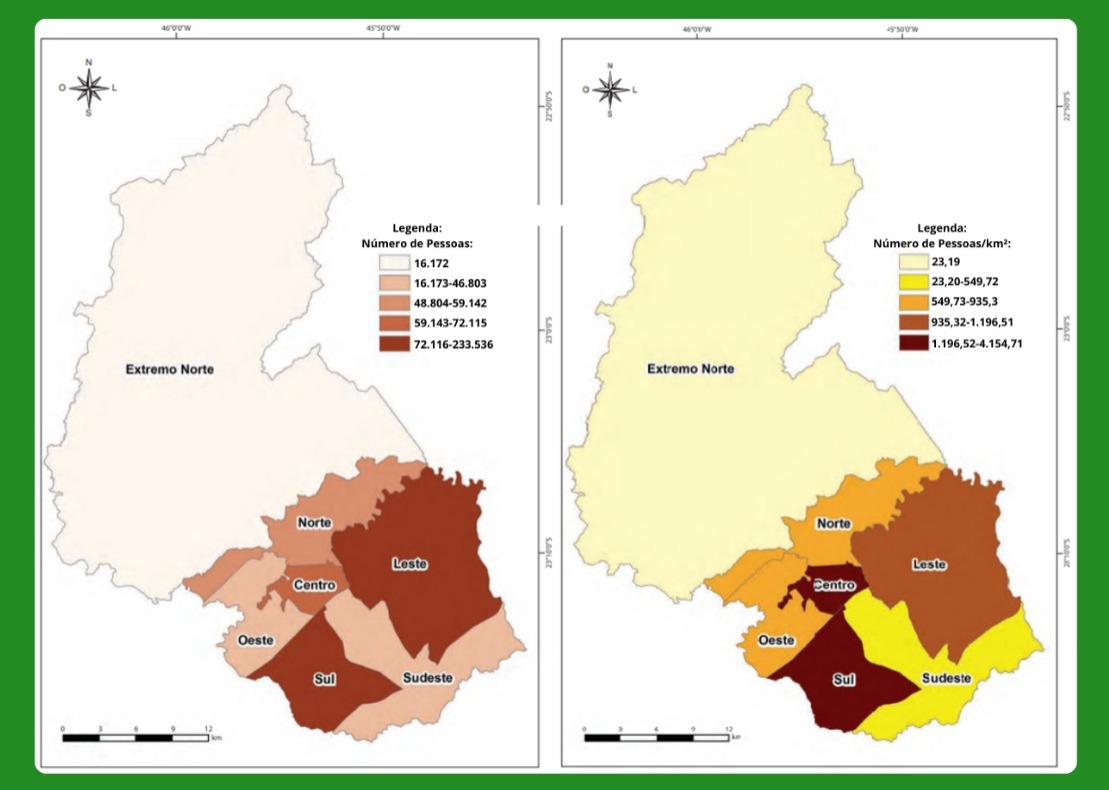 46°0'0"W
45°50'0"W
N
O
L
S
22°50'0"S
Legenda:
Número de Pessoas:
16.172
16.173-46.803
48.804-59.142
59.143-72.115
72.116-233.536
23°0'0"S
Extremo Norte
23°10'0"S
Norte
Leste
Centro
Oeste
Sul
Sudeste
0 3 6 9 12
km
46°0'0"W
45°50'0"W
N
O
L
S
22°50'0"S
Legenda:
Número de Pessoas/km²:
23,19
23,20-549,72
549,73-935,3
935,32-1.196,51
1.196,52-4.154,71
23°0'0"S
Extremo Norte
23°10'0"S
Norte
Leste
Centro
Oeste
Sul
Sudeste
0 3 6 9 12
km